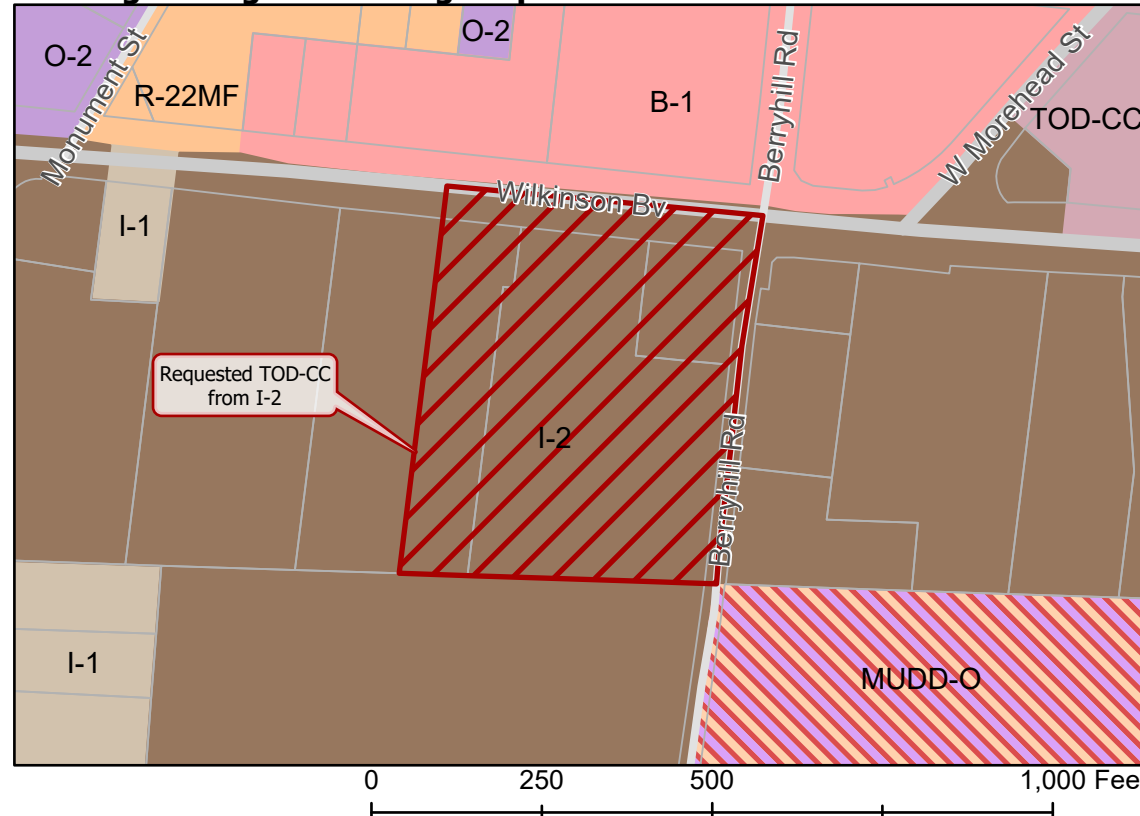 O-2
Monument St
R-22MF
O-2
B-1
Berryhill Rd
W Morehead St
TOD-CC
Wilkinson Bv
I-1
Requested TOD-CC
from I-2
I-2
Berryhill Rd
I-1
MUDD-O
0 250 500 1,000 Fee